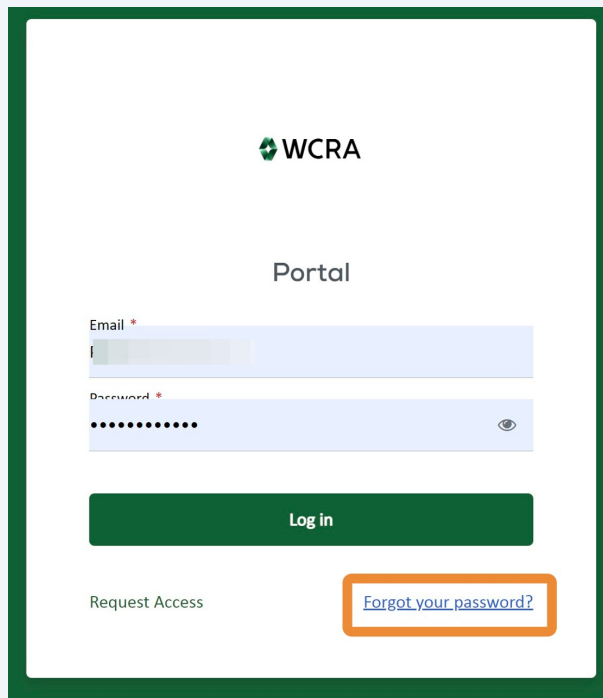 WCRA
Portal
Email *
Password *
••••••••••••
Log in
Request Access
Forgot your password?